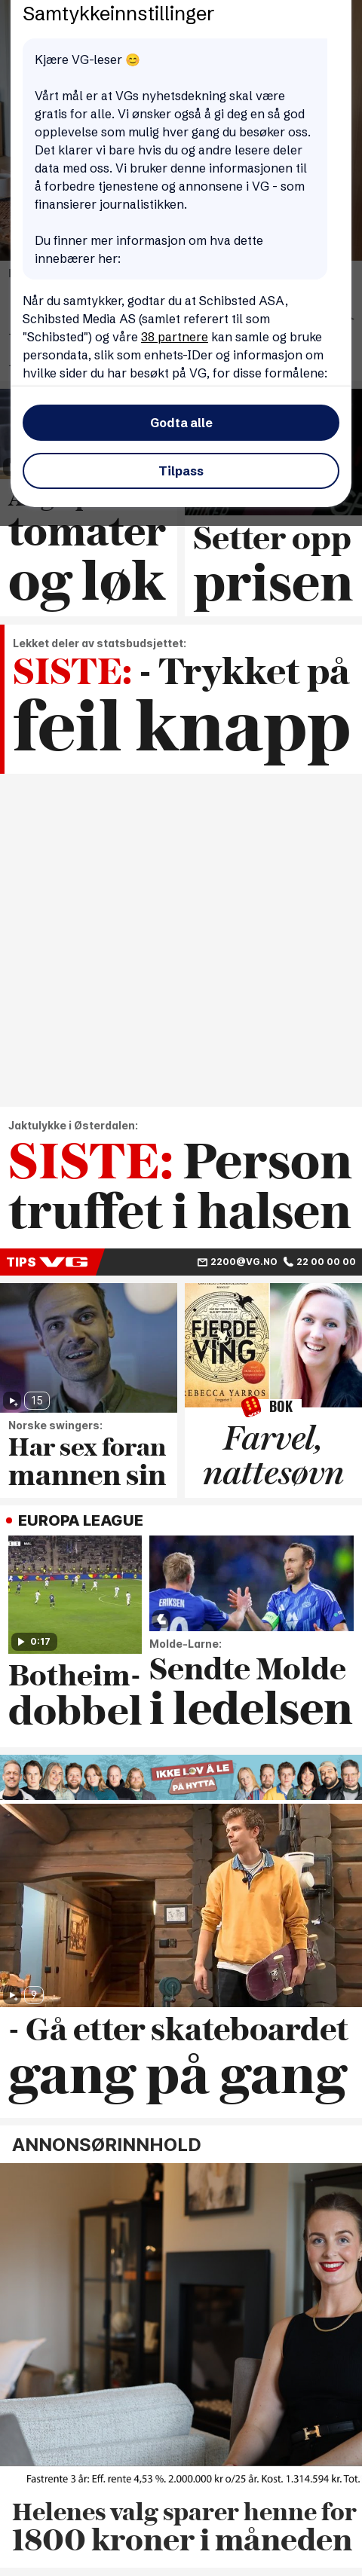 Samtykkeinnstillinger
Kjære VG-leser 😊
Vårt mål er at VGs nyhetsdekning skal være
gratis for alle. Vi ønsker også å gi deg en så god
opplevelse som mulig hver gang du besøker oss.
Det klarer vi bare hvis du og andre lesere deler
data med oss. Vi bruker denne informasjonen til
å forbedre tjenestene og annonsene i VG - som
finansierer journalistikken.
Du finner mer informasjon om hva dette
innebærer her:
Når du samtykker, godtar du at Schibsted ASA,
Schibsted Media AS (samlet referert til som
"Schibsted") og våre 38 partnere kan samle og bruke
persondata, slik som enhets-IDer og informasjon om
hvilke sider du har besøkt på VG, for disse formålene:
Godta alle
Tilpass
tomater
og løk
Setter opp
prisen
Lekket deler av statsbudsjettet:
SISTE: - Trykket på
feil knapp
Jaktulykke i Østerdalen:
SISTE: Person
truffet i halsen
TIPS VG
2200@VG.NO 22 00 00 00
15
Norske swingers:
Har sex foran
mannen sin
FJERDE
VING
REBECCA YARROS
BOK
Farvel,
nattesøvn
EUROPA LEAGUE
0:17
Botheim-
dobbel
ERIKSEN
Molde-Larne:
Sendte Molde
i ledelsen
IKKE LOV Å LE
PÅ HYTTA
9
- Gå etter skateboardet
gang på gang
ANNONSØRINNHOLD
Fastrente 3 år: Eff. rente 4,53 %. 2.000.000 kr o/25 år. Kost. 1.314.594 kr. Tot.
Helenes valg sparer henne for
1800 kroner i måneden